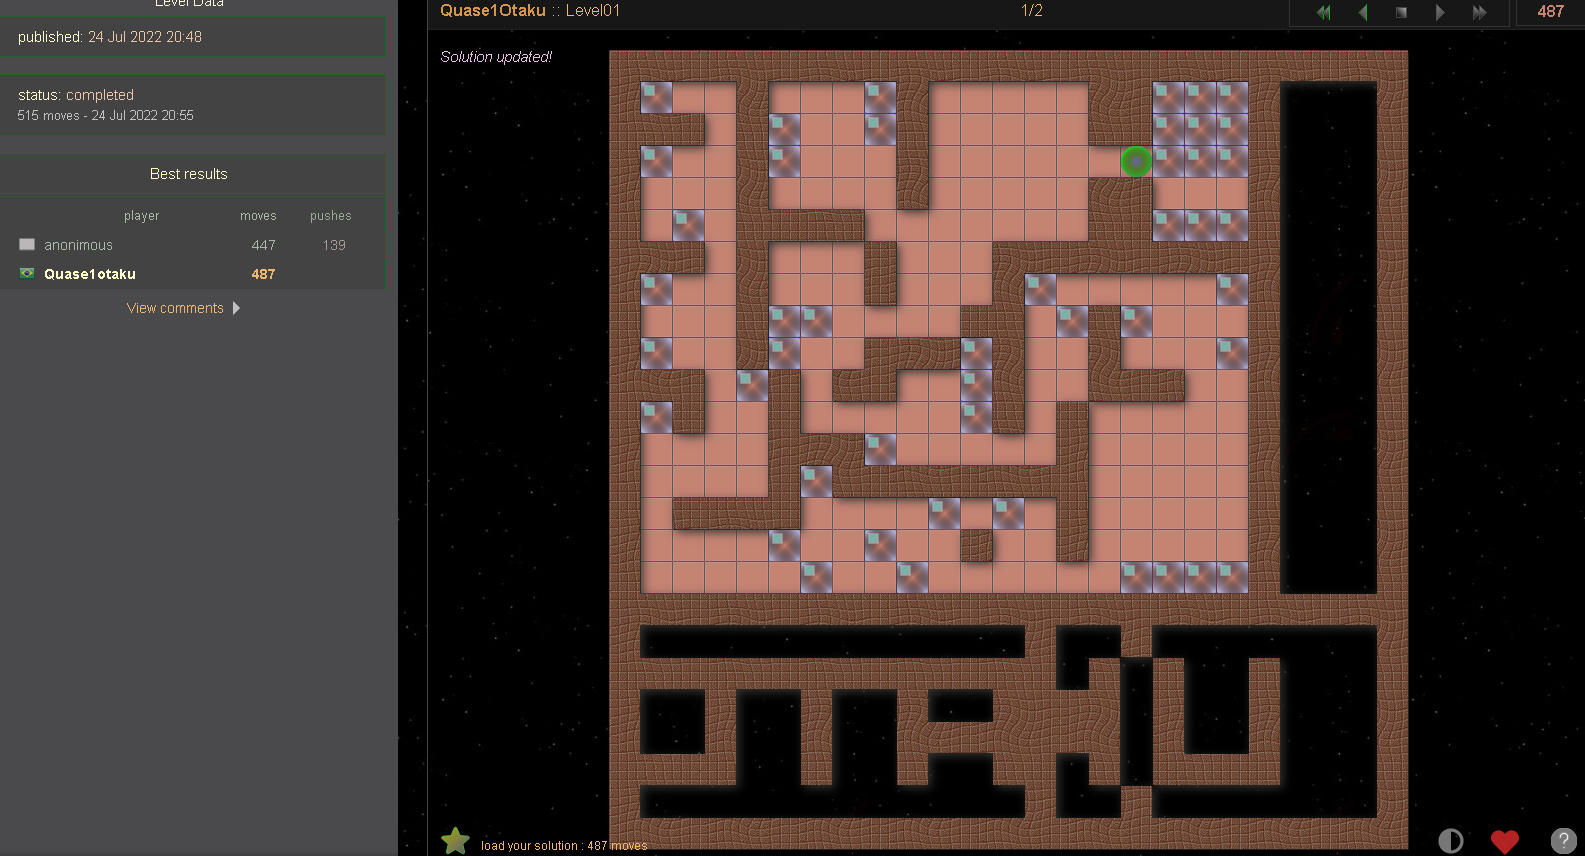 Level Data
Quase1Otaku :: Level01
1/2
487
published: 24 Jul 2022 20:48
Solution updated!
status: completed
515 moves - 24 Jul 2022 20:55
Best results
player moves pushes
anonimous 447 139
Quase1otaku 487
View comments
load your solution : 487 moves
?